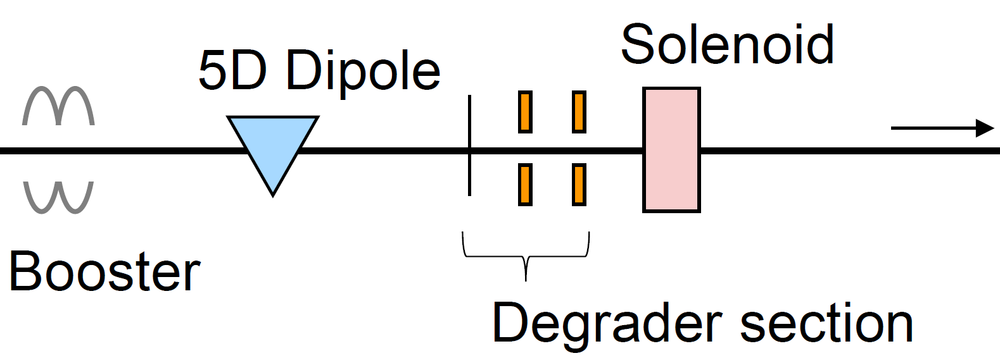 Solenoid
5D Dipole
Booster
Degrader section